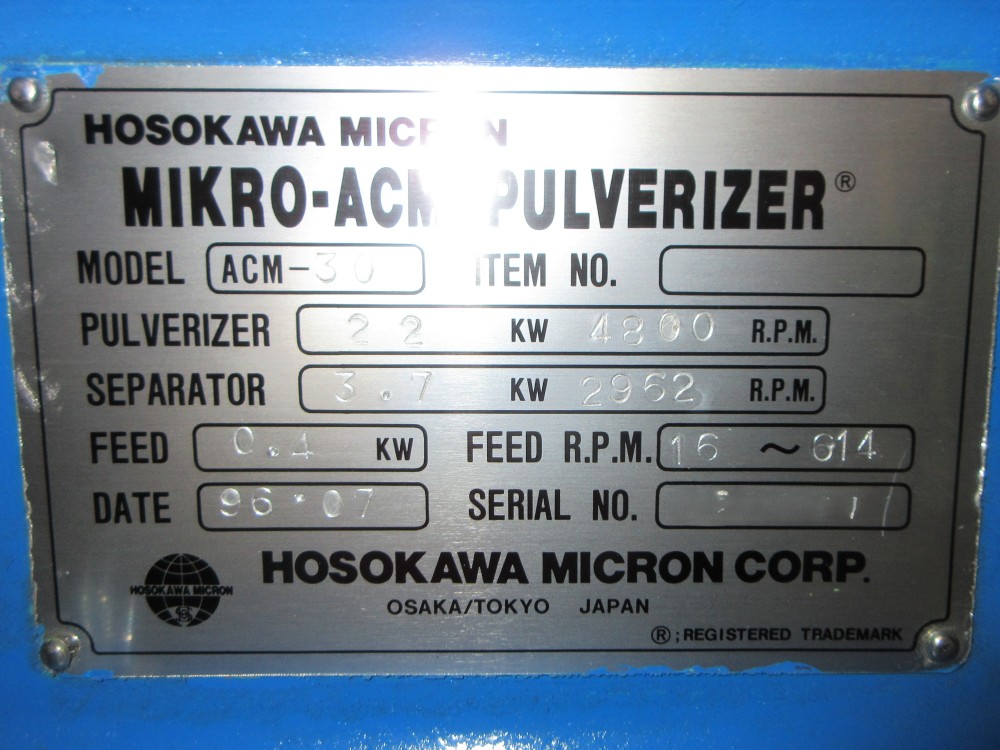 HOSOKAWA MICRON
MIKRO-ACM PULVERIZER®
MODEL ACM-30 ITEM NO.
PULVERIZER 22 KW 4800 R.P.M.
SEPARATOR 3.7 KW 2962 R.P.M.
FEED 0.4 KW FEED R.P.M. 16 ~ 614
DATE 96·07 SERIAL NO.
HOSOKAWA MICRON
HOSOKAWA MICRON CORP.
OSAKA/TOKYO JAPAN
®;REGISTERED TRADEMARK